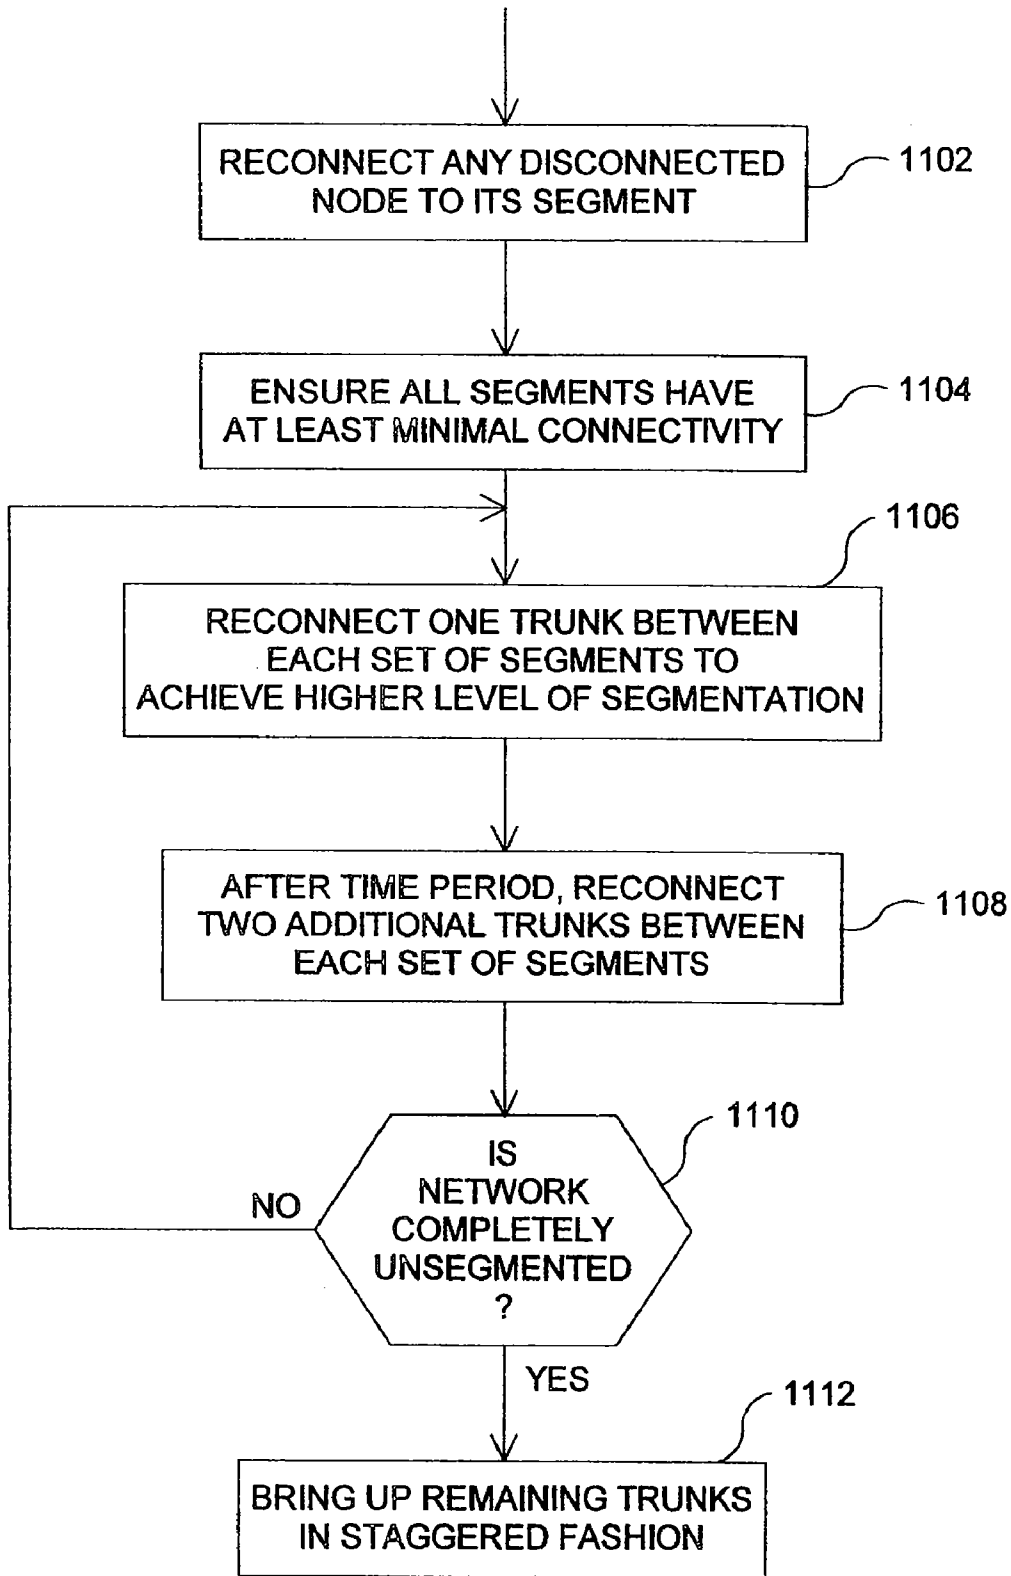 RECONNECT ANY DISCONNECTED
NODE TO ITS SEGMENT
1102
ENSURE ALL SEGMENTS HAVE
AT LEAST MINIMAL CONNECTIVITY
1104
1106
RECONNECT ONE TRUNK BETWEEN
EACH SET OF SEGMENTS TO
ACHIEVE HIGHER LEVEL OF SEGMENTATION
AFTER TIME PERIOD, RECONNECT
TWO ADDITIONAL TRUNKS BETWEEN
EACH SET OF SEGMENTS
1108
1110
IS
NETWORK
COMPLETELY
UNSEGMENTED
?
NO
YES
1112
BRING UP REMAINING TRUNKS
IN STAGGERED FASHION